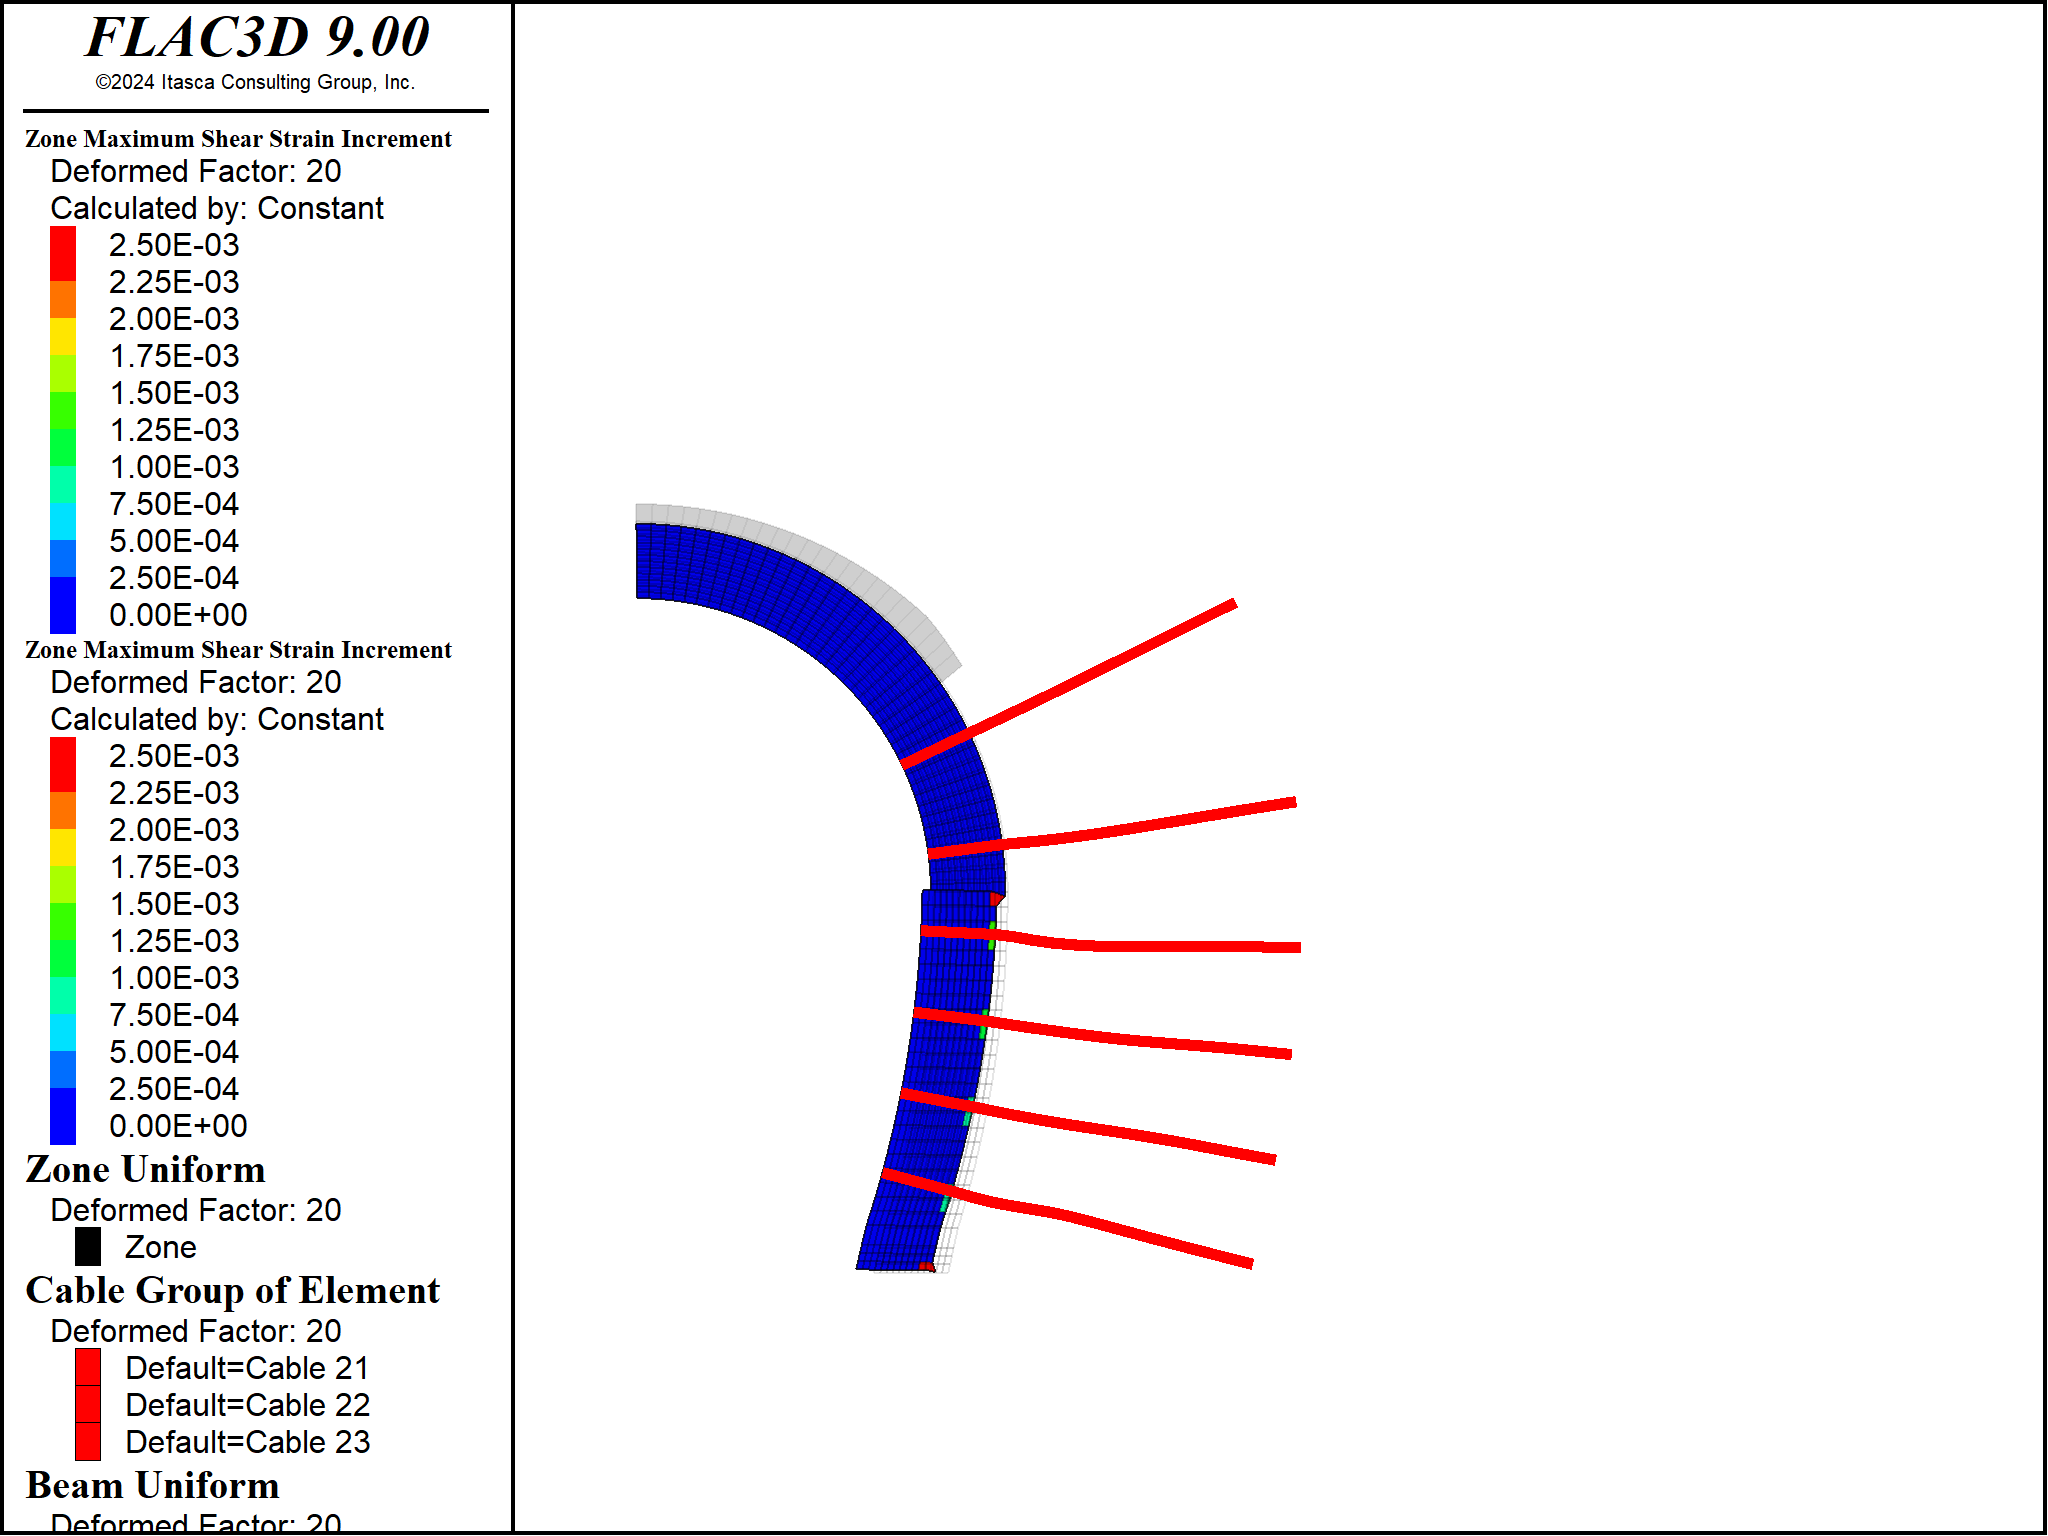 FLAC3D 9.00
©2024 Itasca Consulting Group, Inc.
Zone Maximum Shear Strain Increment
Deformed Factor: 20
Calculated by: Constant
2.50E-03
2.25E-03
2.00E-03
1.75E-03
1.50E-03
1.25E-03
1.00E-03
7.50E-04
5.00E-04
2.50E-04
0.00E+00
Zone Maximum Shear Strain Increment
Deformed Factor: 20
Calculated by: Constant
2.50E-03
2.25E-03
2.00E-03
1.75E-03
1.50E-03
1.25E-03
1.00E-03
7.50E-04
5.00E-04
2.50E-04
0.00E+00
Zone Uniform
Deformed Factor: 20
Zone
Cable Group of Element
Deformed Factor: 20
Default=Cable 21
Default=Cable 22
Default=Cable 23
Beam Uniform
Deformed Factor: 20